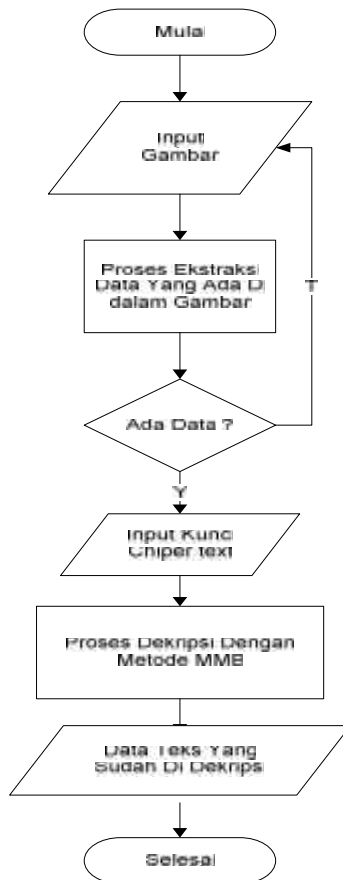 Mulai
Input
Gambar
Proses Ekstraksi
Data Yang Ada Di
dalam Gambar
T
Ada Data ?
Y
Input Kunci
Chiper text
Proses Dekripsi Dengan
Metode MMB
Data Teks Yang
Sudah Di Dekripsi
Selesai